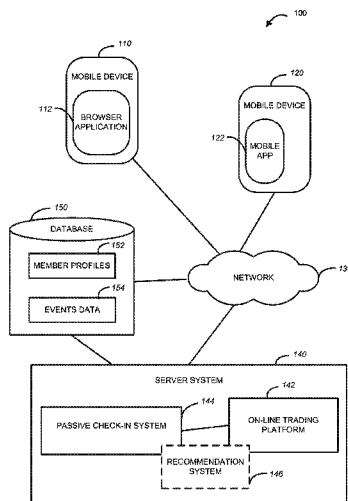 100
110
MOBILE DEVICE
112
BROWSER
APPLICATION
120
MOBILE DEVICE
122
MOBILE
APP
150
DATABASE
152
MEMBER PROFILES
154
EVENTS DATA
NETWORK
13
140
SERVER SYSTEM
144
142
PASSIVE CHECK-IN SYSTEM
ON-LINE TRADING
PLATFORM
RECOMMENDATION
SYSTEM
146